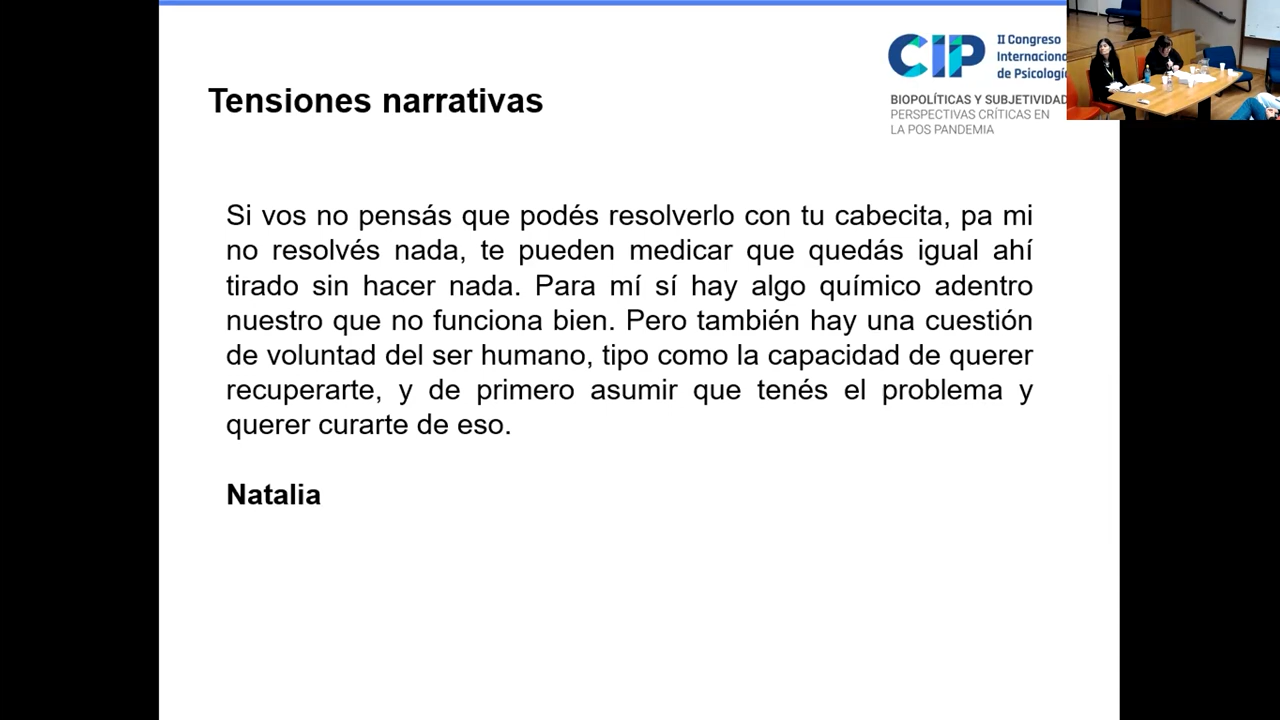 Tensiones narrativas
CIP
II Congreso
Internacional
de Psicología
BIOPOLÍTICAS Y SUBJETIVIDAD
PERSPECTIVAS CRÍTICAS EN
LA POS PANDEMIA
Si vos no pensás que podés resolverlo con tu cabecita, pa mi
no resolvés nada, te pueden medicar que quedás igual ahí
tirado sin hacer nada. Para mí sí hay algo químico adentro
nuestro que no funciona bien. Pero también hay una cuestión
de voluntad del ser humano, tipo como la capacidad de querer
recuperarte, y de primero asumir que tenés el problema y
querer curarte de eso.
Natalia